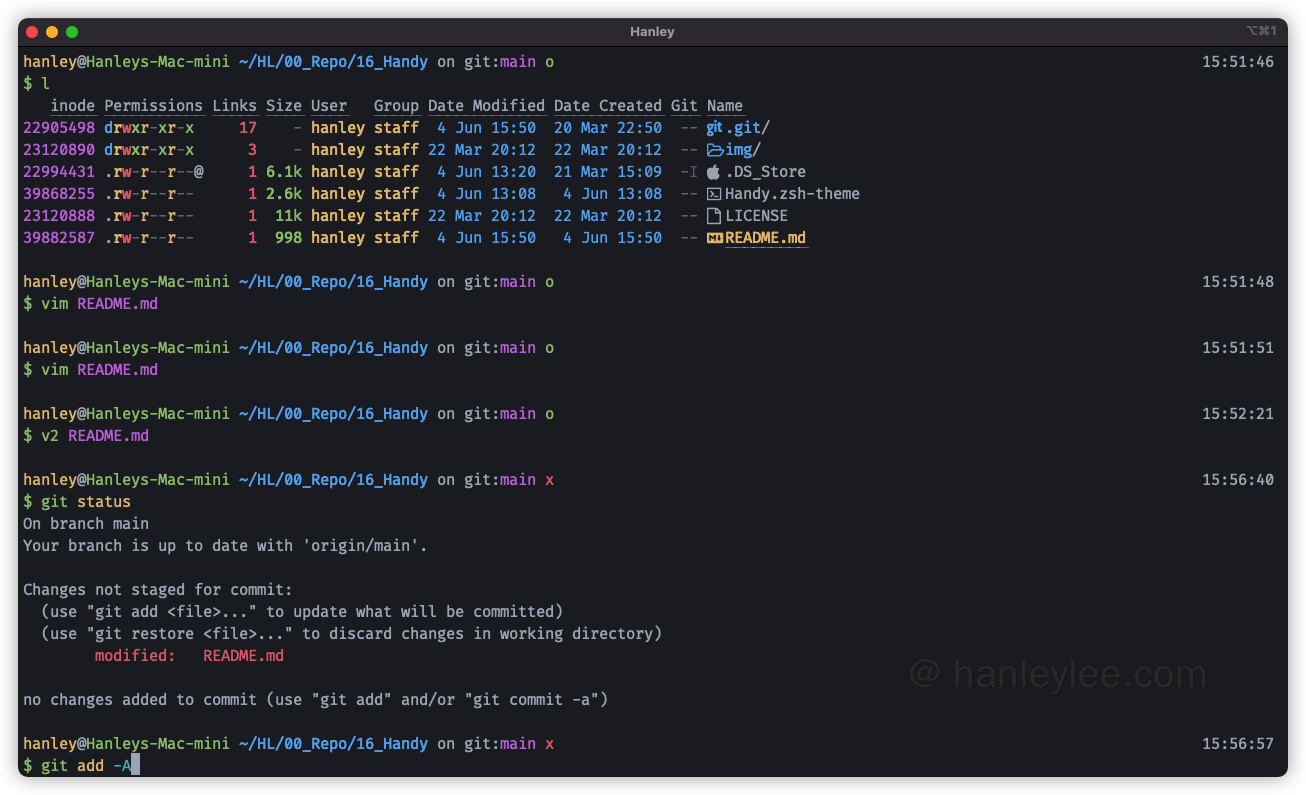 Hanley
⌥⌘1
hanley@Hanleys-Mac-mini ~/HL/00_Repo/16_Handy on git:main o 15:51:46
$ l
inode Permissions Links Size User Group Date Modified Date Created Git Name
22905498 drwxr-xr-x 17 - hanley staff 4 Jun 15:50 20 Mar 22:50 -- git .git/
23120890 drwxr-xr-x 3 - hanley staff 22 Mar 20:12 22 Mar 20:12 -- img/
22994431 .rw-r--r--@ 1 6.1k hanley staff 4 Jun 13:20 21 Mar 15:09 -I .DS_Store
39868255 .rw-r--r-- 1 2.6k hanley staff 4 Jun 13:08 4 Jun 13:08 -- Handy.zsh-theme
23120888 .rw-r--r-- 1 11k hanley staff 22 Mar 20:12 22 Mar 20:12 -- LICENSE
39882587 .rw-r--r-- 1 998 hanley staff 4 Jun 15:50 4 Jun 15:50 -- README.md
hanley@Hanleys-Mac-mini ~/HL/00_Repo/16_Handy on git:main o 15:51:48
$ vim README.md
hanley@Hanleys-Mac-mini ~/HL/00_Repo/16_Handy on git:main o 15:51:51
$ vim README.md
hanley@Hanleys-Mac-mini ~/HL/00_Repo/16_Handy on git:main o 15:52:21
$ v2 README.md
hanley@Hanleys-Mac-mini ~/HL/00_Repo/16_Handy on git:main x 15:56:40
$ git status
On branch main
Your branch is up to date with 'origin/main'.
Changes not staged for commit:
(use "git add <file>..." to update what will be committed)
(use "git restore <file>..." to discard changes in working directory)
modified: README.md
@ hanleylee.com
no changes added to commit (use "git add" and/or "git commit -a")
hanley@Hanleys-Mac-mini ~/HL/00_Repo/16_Handy on git:main x 15:56:57
$ git add -A